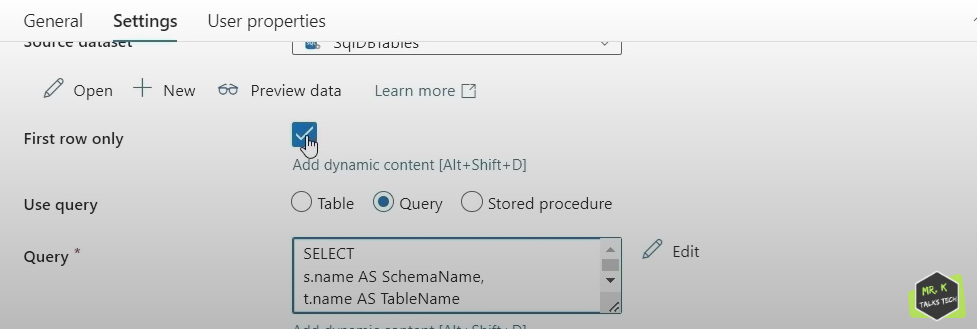 General Settings User properties
Source dataset SqlDBTables
Open New Preview data Learn more
First row only
Add dynamic content [Alt+Shift+D]
Use query Table Query Stored procedure
Query * SELECT Edit
s.name AS SchemaName,
t.name AS TableName
Add dynamic content [Alt+Shift+D]
MR. K
TALKS TECH